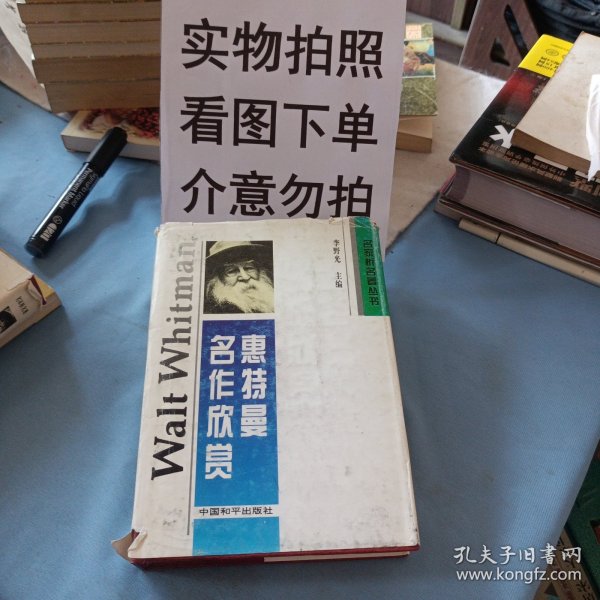 实物拍照
看图下单
介意勿拍
Walt Whitman
李野光 主编
名家析名著丛书
惠特曼
名作欣赏
中国和平出版社
孔夫子旧书网
www.kongfz.com